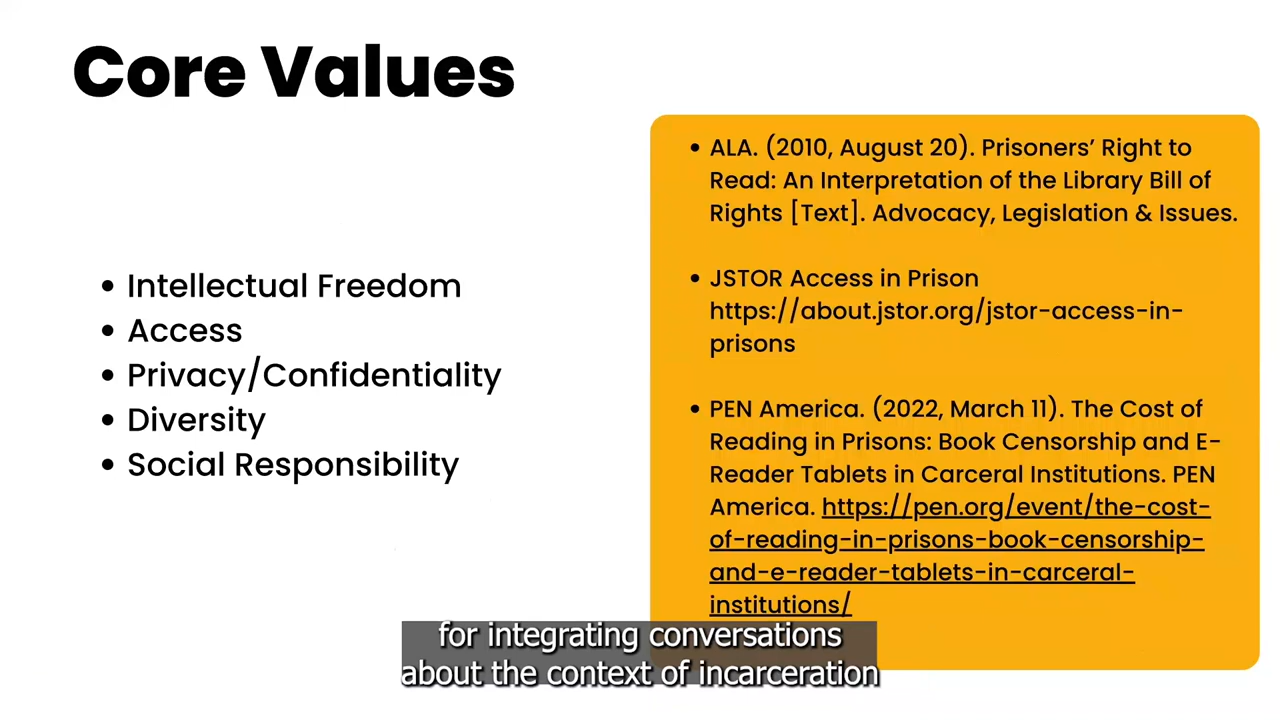 Core Values
• Intellectual Freedom
• Access
• Privacy/Confidentiality
• Diversity
• Social Responsibility
• ALA. (2010, August 20). Prisoners’ Right to
Read: An Interpretation of the Library Bill of
Rights [Text]. Advocacy, Legislation & Issues.
• JSTOR Access in Prison
https://about.jstor.org/jstor-access-in-
prisons
• PEN America. (2022, March 11). The Cost of
Reading in Prisons: Book Censorship and E-
Reader Tablets in Carceral Institutions. PEN
America. https://pen.org/event/the-cost-
of-reading-in-prisons-book-censorship-
and-e-reader-tablets-in-carceral-
institutions/
for integrating conversations
about the context of incarceration